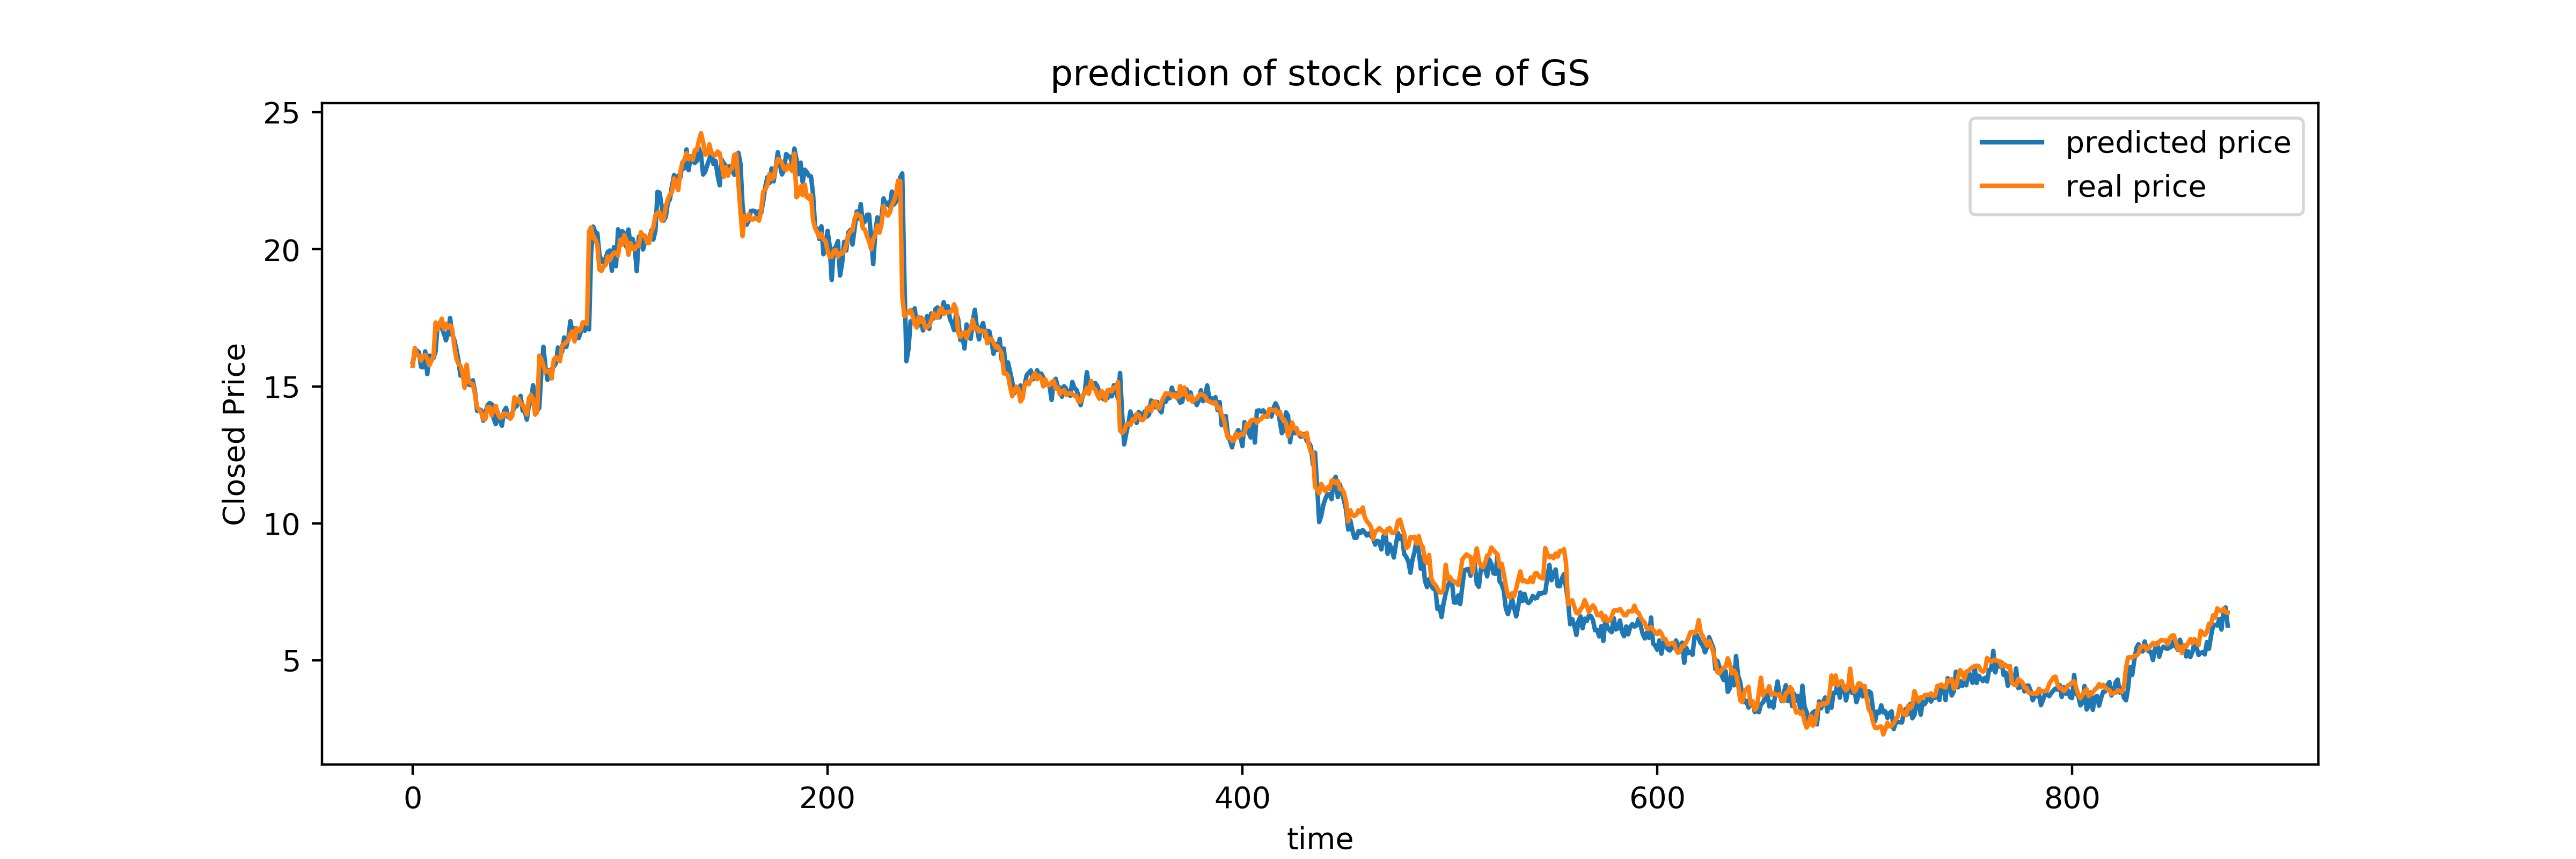 prediction of stock price of GS
25
20
15
10
5
Closed Price
predicted price
real price
0 200 400 600 800
time